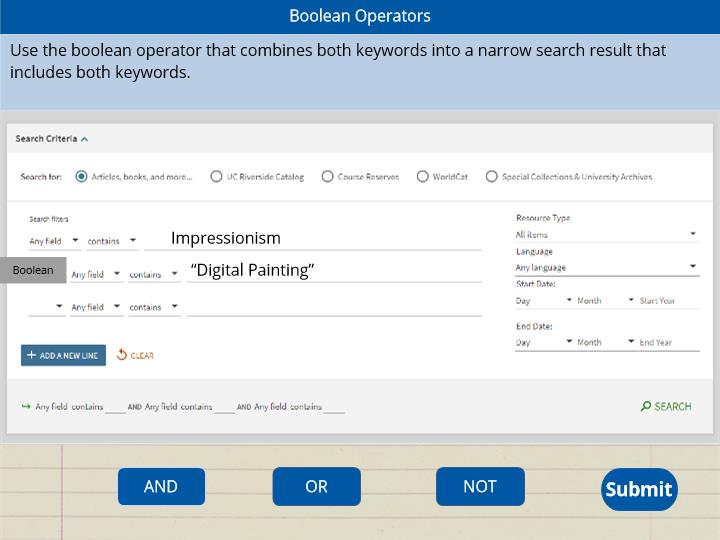 Boolean Operators
Use the boolean operator that combines both keywords into a narrow search result that
includes both keywords.
Search Criteria
Search for: Articles, books, and more... UC Riverside Catalog Course Reserves WorldCat Special Collections & University Archives
Search filters
Any field contains Impressionism
Boolean Any field contains “Digital Painting”
Any field contains
Resource Type
All items
Language
Any language
Start Date:
Day Month Start Year
End Date:
Day Month End Year
+ ADD A NEW LINE CLEAR
Any field contains ____ AND Any field contains ____ AND Any field contains ____
SEARCH
AND OR NOT Submit